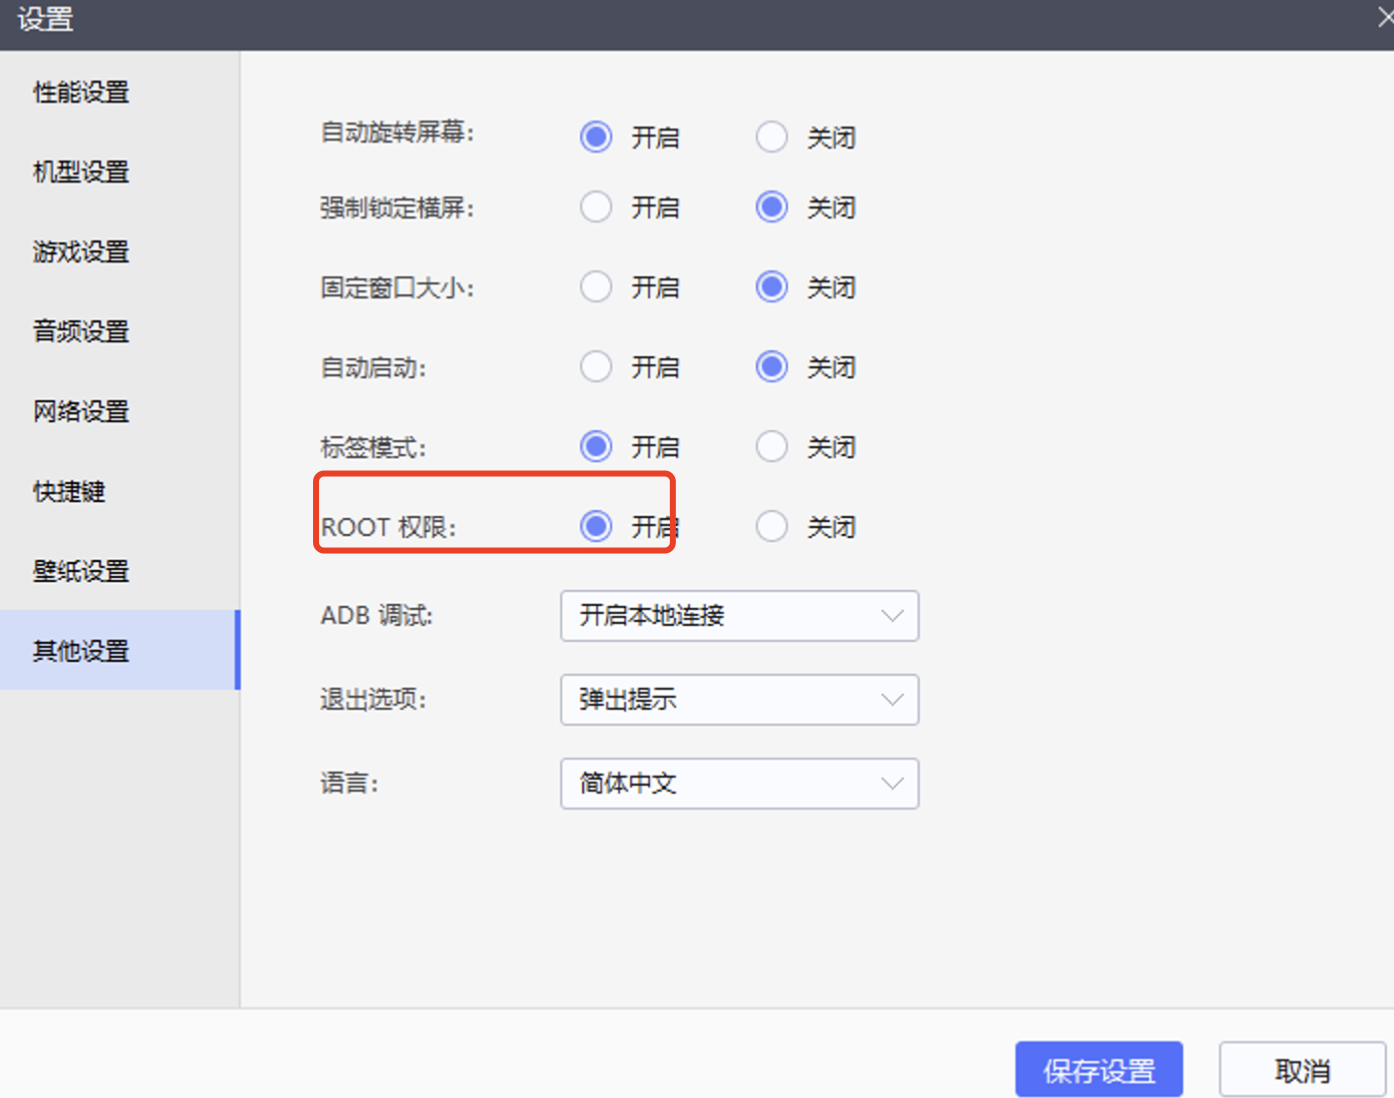 设置
性能设置
机型设置
游戏设置
音频设置
网络设置
快捷键
壁纸设置
其他设置
自动旋转屏幕: 开启 关闭
强制锁定横屏: 开启 关闭
固定窗口大小: 开启 关闭
自动启动: 开启 关闭
标签模式: 开启 关闭
ROOT 权限: 开启 关闭
ADB 调试: 开启本地连接
退出选项: 弹出提示
语言: 简体中文
保存设置 取消